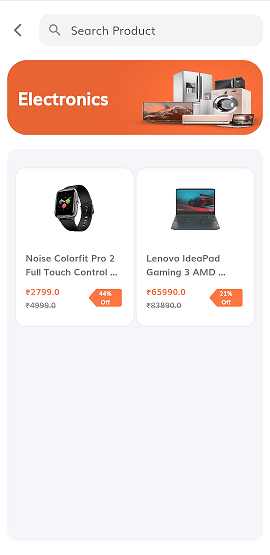 Search Product
Electronics
Noise Colorfit Pro 2
Full Touch Control ...
₹2799.0
₹4999.0
44%
Off
Lenovo IdeaPad
Gaming 3 AMD ...
₹65990.0
₹83890.0
21%
Off